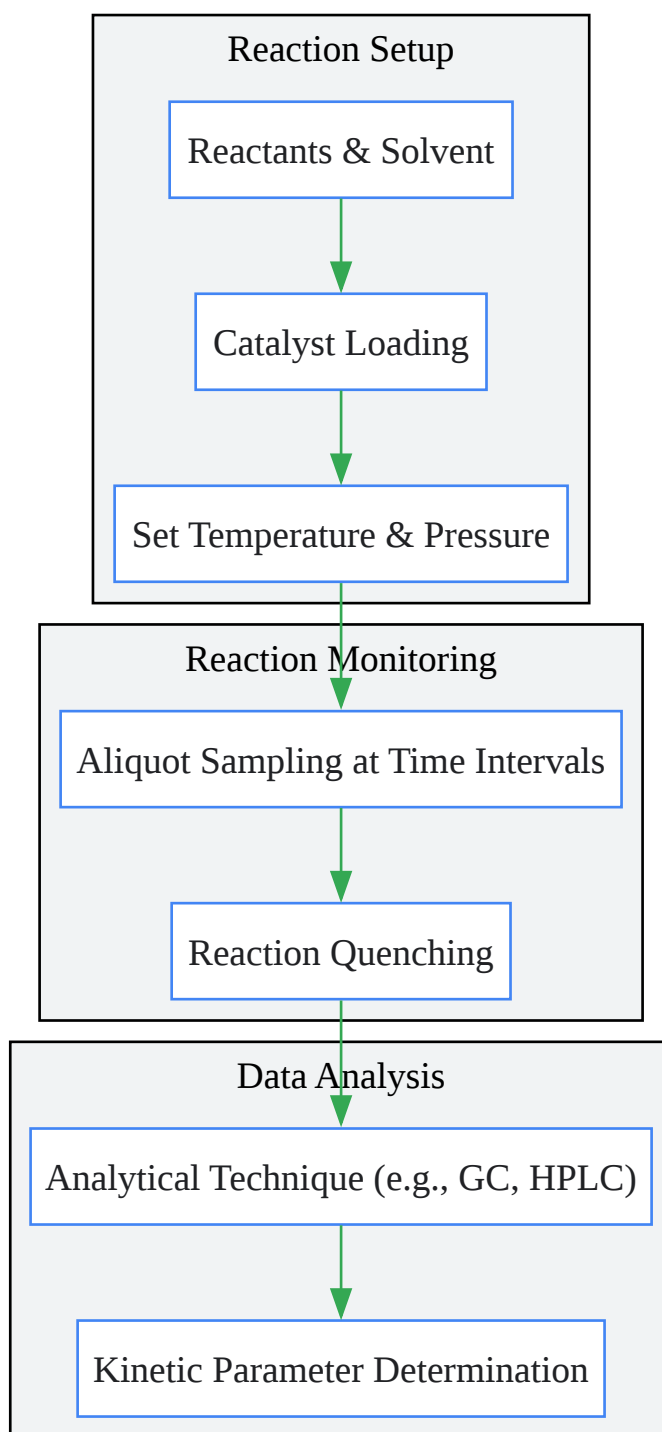 Reaction Setup
Reactants & Solvent
Catalyst Loading
Set Temperature & Pressure
Reaction Monitoring
Aliquot Sampling at Time Intervals
Reaction Quenching
Data Analysis
Analytical Technique (e.g., GC, HPLC)
Kinetic Parameter Determination